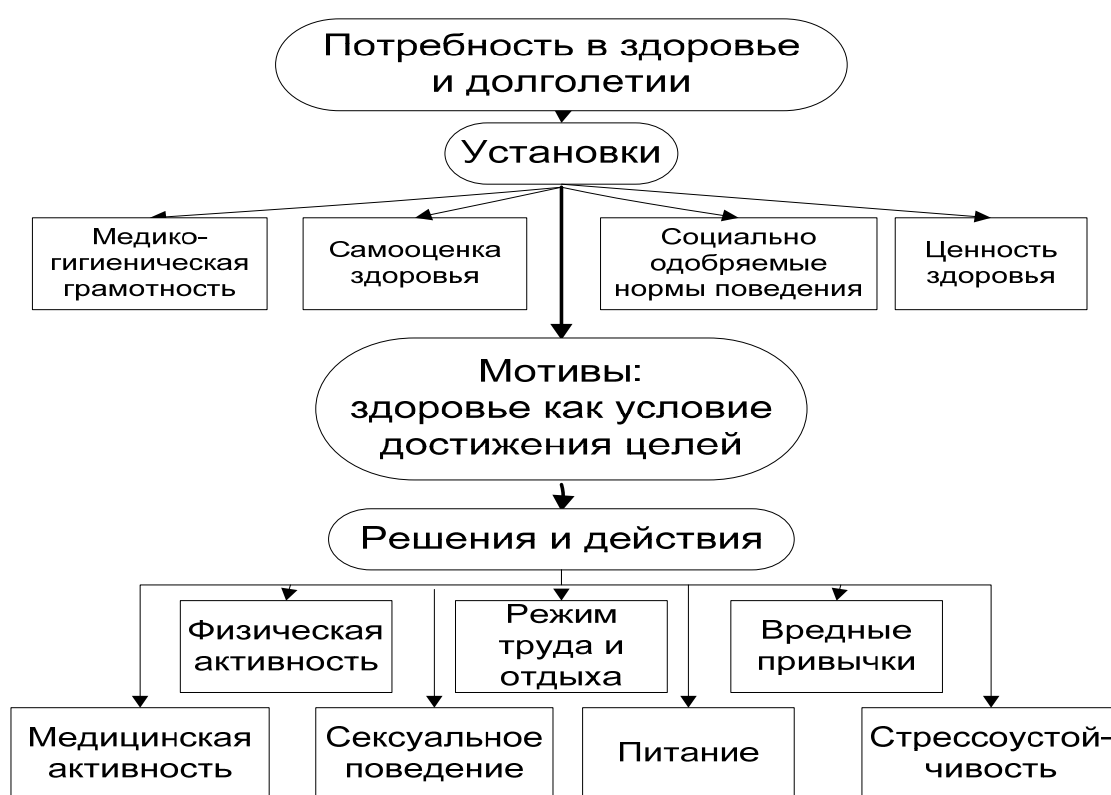 Потребность в здоровье
и долголетии
Установки
Медико-
гигиеническая
грамотность
Самооценка
здоровья
Социально
одобряемые
нормы поведения
Ценность
здоровья
Мотивы:
здоровье как условие
достижения целей
Решения и действия
Физическая
активность
Режим
труда и
отдыха
Вредные
привычки
Медицинская
активность
Сексуальное
поведение
Питание
Стрессоустой-
чивость